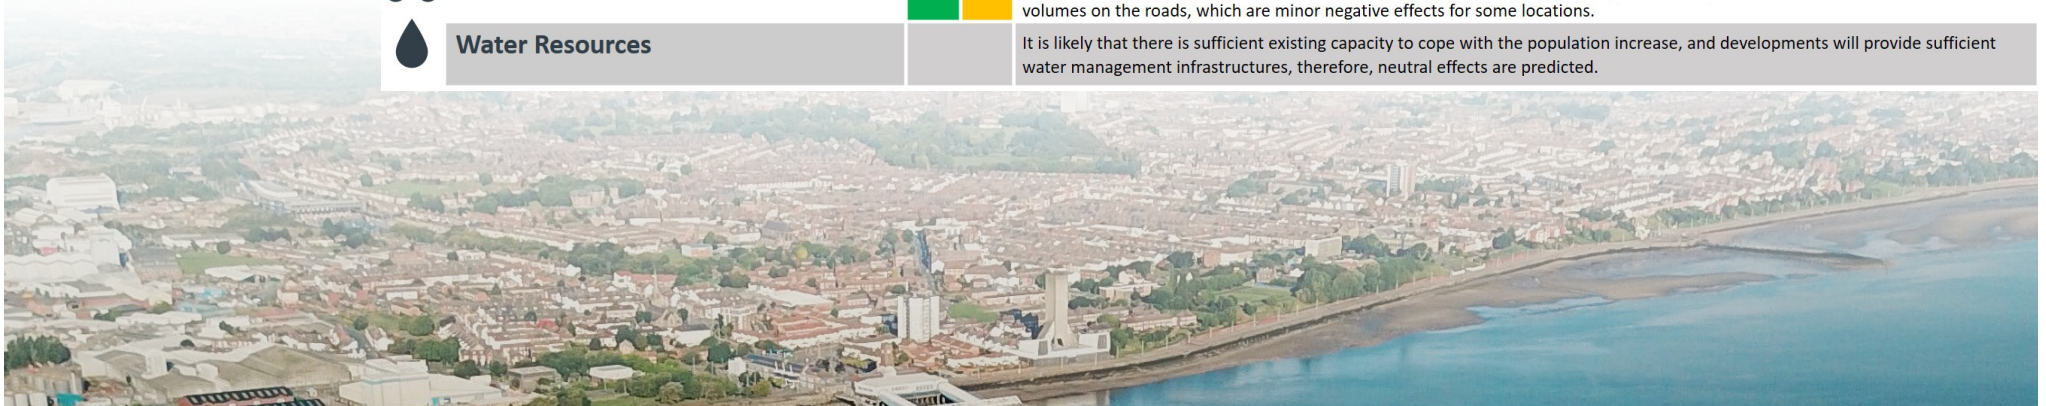 volumes on the roads, which are minor negative effects for some locations.
Water Resources
It is likely that there is sufficient existing capacity to cope with the population increase, and developments will provide sufficient
water management infrastructures, therefore, neutral effects are predicted.